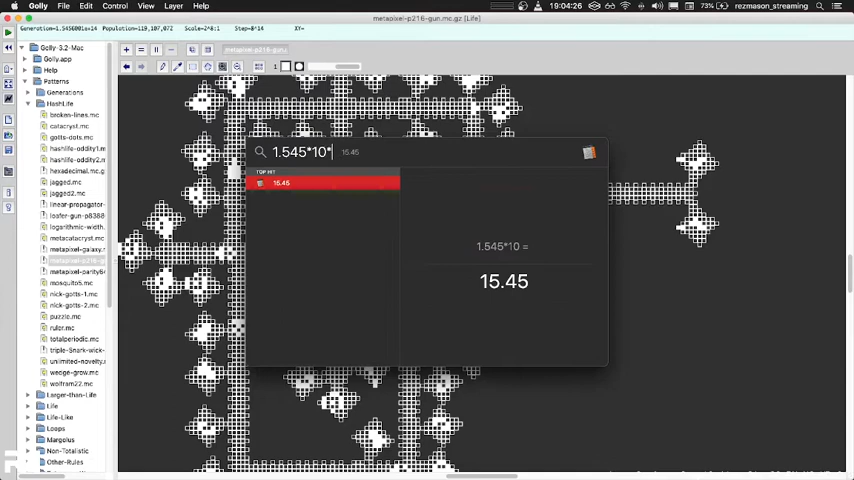 Golly File Edit Control View Layer Help
19:04:26
73%
rezmason_streaming
metapixel-p216-gun.mc.gz [Life]
Population=119,107,072 Scale=2^8:1 Step=8^14 XY=
Golly-3.2-Mac
Golly.app
Help
Patterns
Generations
HashLife
broken-lines.mc
catacryst.mc
gotts-dots.mc
hashlife-oddity1.mc
hashlife-oddity2.m
hexadecimal.mc.g
jagged.mc
jagged2.mc
linear-propagator
loafer-gun-p8388
logarithmic-width.
metacatacryst.mc
metapixel-galaxy.
metapixel-p216-g
metapixel-parity64
mosquito5.mc
nick-gotts-1.mc
nick-gotts-2.mc
puzzle.mc
ruler.mc
totalperiodic.mc
triple-Snark-wick-
unlimited-novelty.
wedge-grow.mc
wolfram22.mc
Larger-than-Life
Life
Life-Like
Loops
Margolus
Non-Totalistic
Other-Rules
metapixel-p216-gun
1
1.545*10* 15.45
TOP HIT
15.45
1.545*10 =
15.45